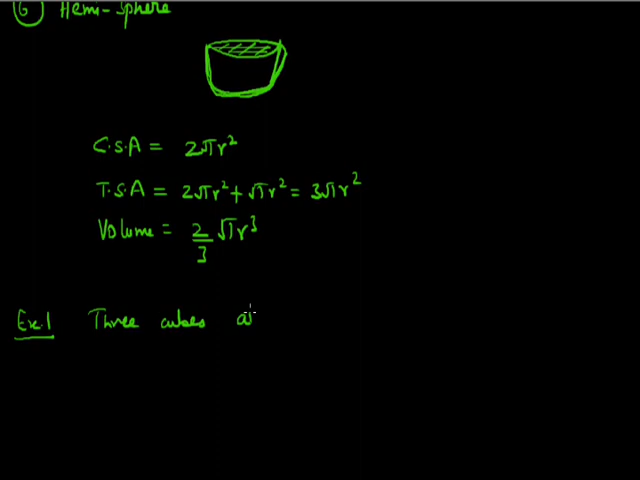 6 Hemi-Sphere
C.S.A = 2πr²
T.S.A = 2πr² + πr² = 3πr²
Volume = 2/3 πr³
Ex.1 Three cubes a